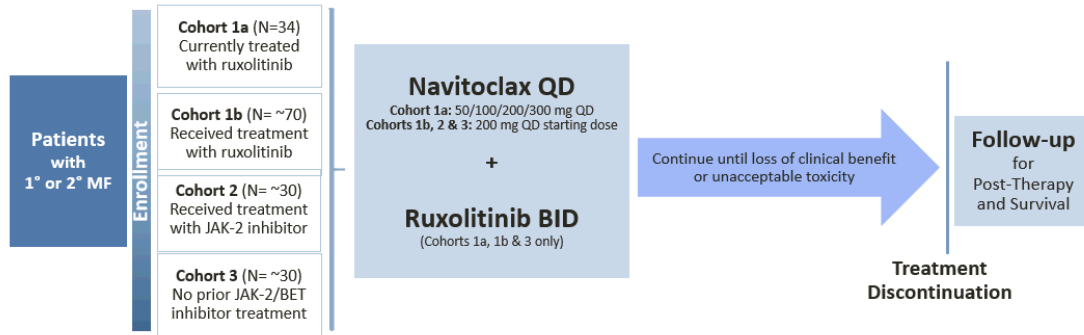 Patients
with
1° or 2° MF
Enrollment
Cohort 1a (N=34)
Currently treated
with ruxolitinib
Cohort 1b (N= ~70)
Received treatment
with ruxolitinib
Cohort 2 (N= ~30)
Received treatment
with JAK-2 inhibitor
Cohort 3 (N= ~30)
No prior JAK-2/BET
inhibitor treatment
Navitoclax QD
Cohort 1a: 50/100/200/300 mg QD
Cohorts 1b, 2 & 3: 200 mg QD starting dose
+
Ruxolitinib BID
(Cohorts 1a, 1b & 3 only)
Continue until loss of clinical benefit
or unacceptable toxicity
Treatment
Discontinuation
Follow-up
for
Post-Therapy
and Survival